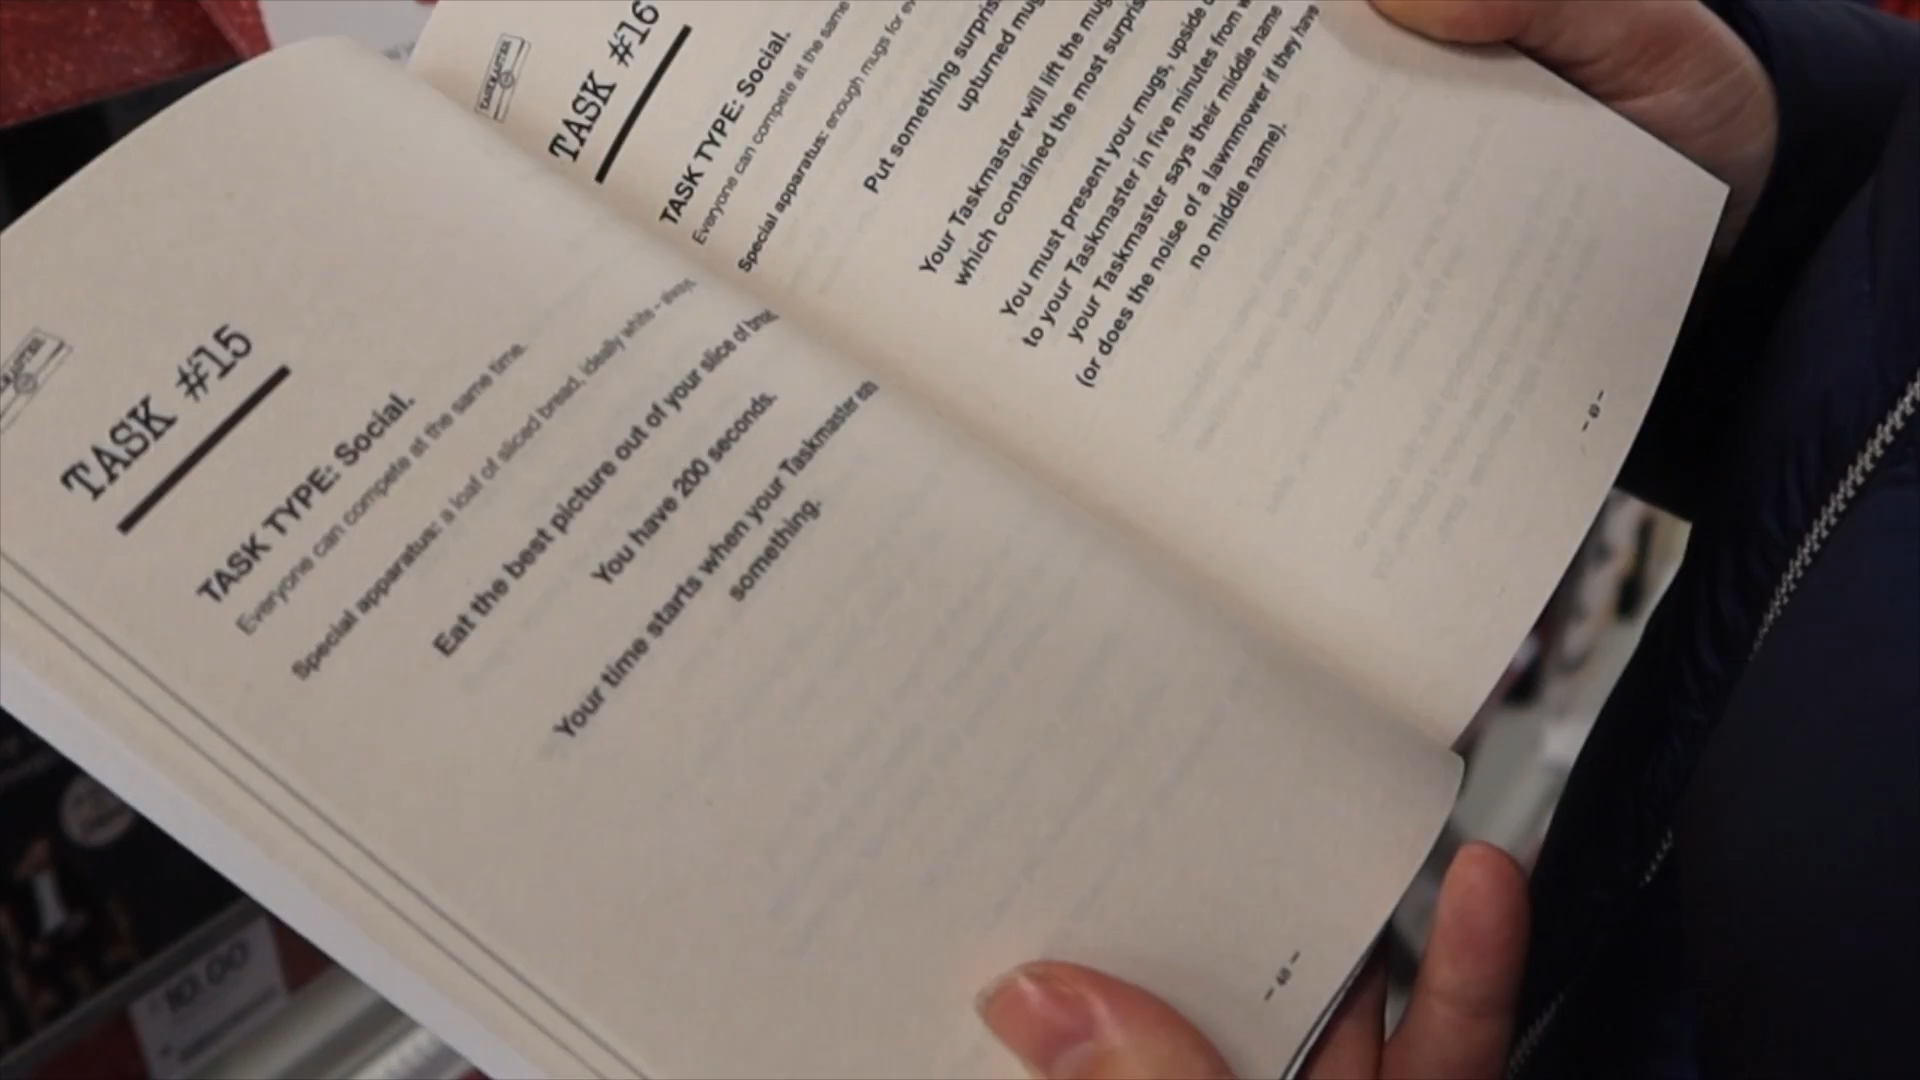 TASK #15
TASK TYPE: Social.
Everyone can compete at the same time.
Special apparatus: a loaf of sliced bread, ideally white –
Eat the best picture out of your slice of
You have 200 seconds.
Your time starts when your Taskmaster eats
something.
TASKMASTER
TASK #16
TASK TYPE: Social.
Everyone can compete at the same
Special apparatus: enough mugs for
Put something
upturned
Your Taskmaster will lift the
which contained the most
You must present your mugs, upside
to your Taskmaster in five minutes from
your Taskmaster says their middle name
(or does the noise of a lawnmower if they have
no middle name).
10.00